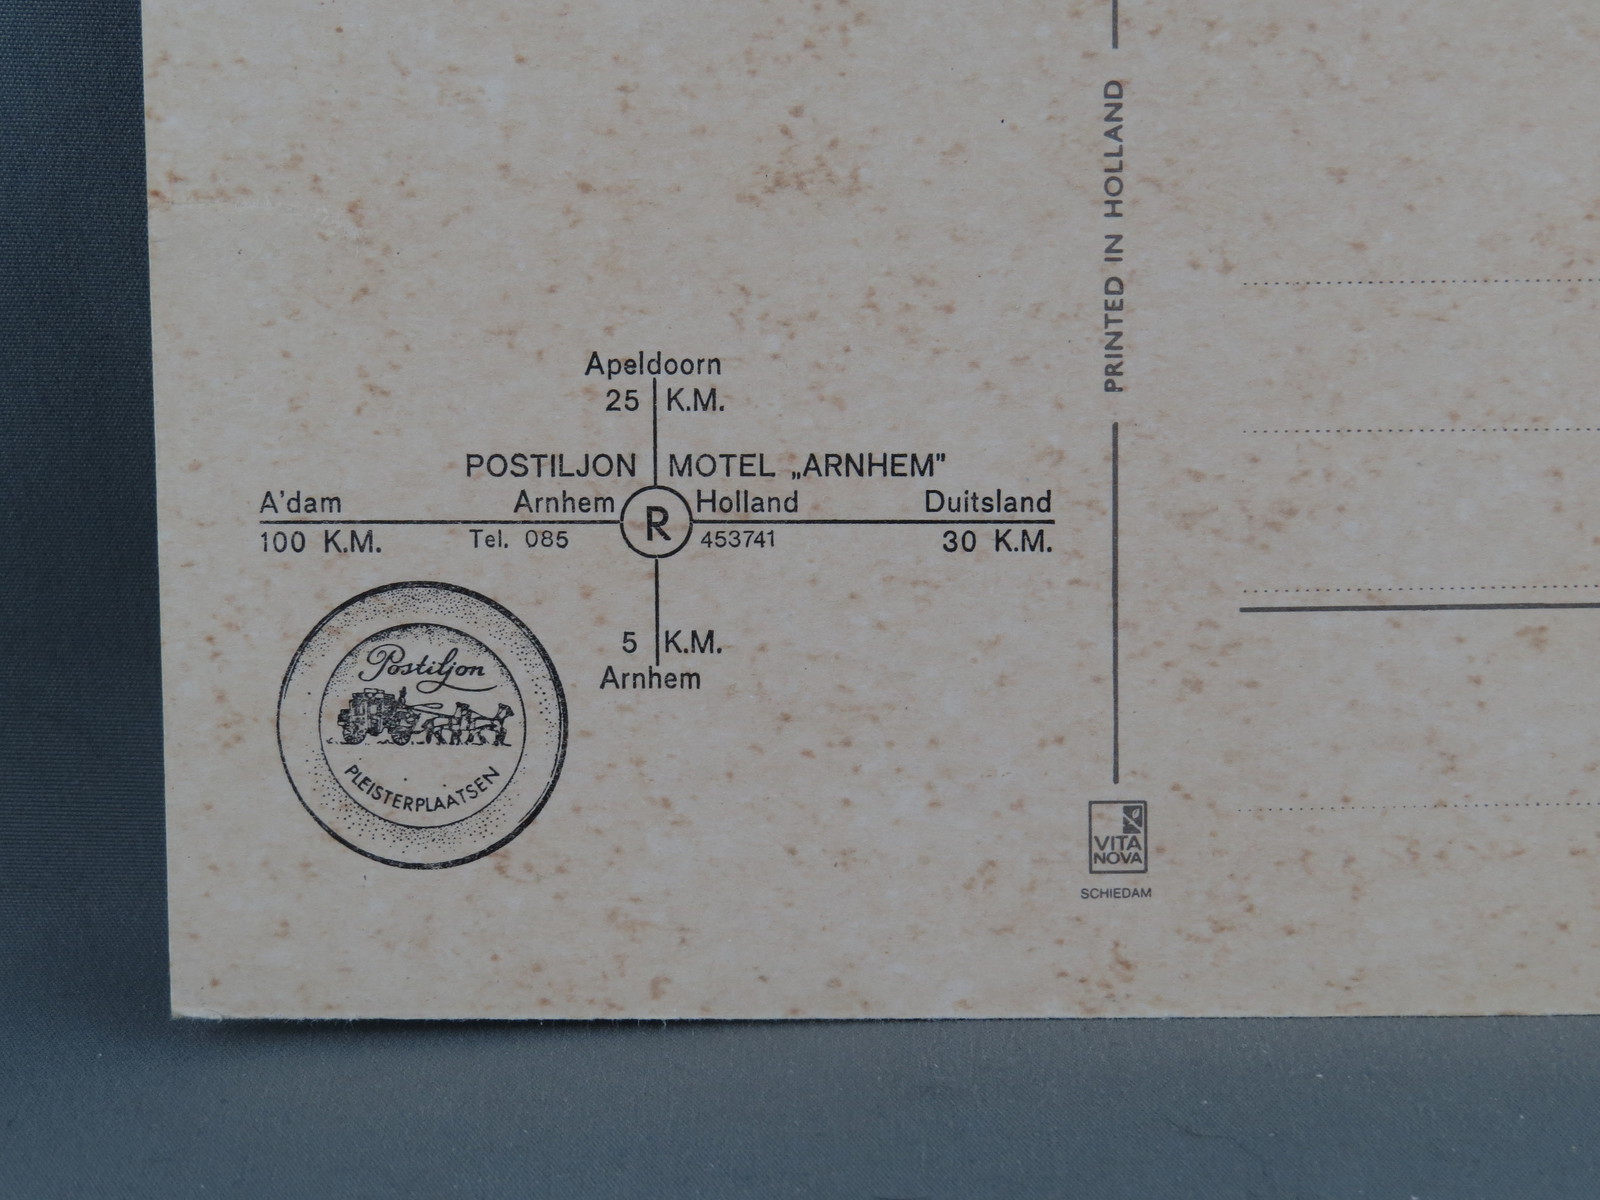 Apeldoorn
25 K.M.
POSTILJON MOTEL „ARNHEM"
A'dam Arnhem R Holland Duitsland
100 K.M. Tel. 085 453741 30 K.M.
5 K.M.
Arnhem
Postiljon
PLEISTERPLAATSEN
PRINTED IN HOLLAND
VITA
NOVA
SCHIEDAM